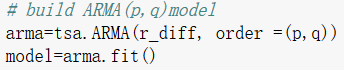 # build ARMA(p,q)model
arma=tsa.ARMA(r_diff, order =(p,q))
model=arma.fit()